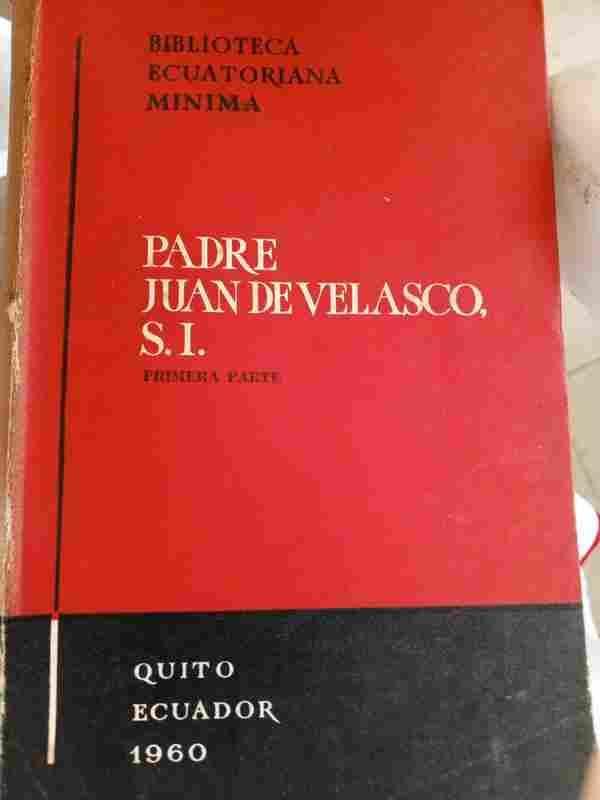 BIBLIOTECA
ECUATORIANA
MINIMA
PADRE
JUAN DE VELASCO,
S. I.
PRIMERA PARTE
QUITO
ECUADOR
1960